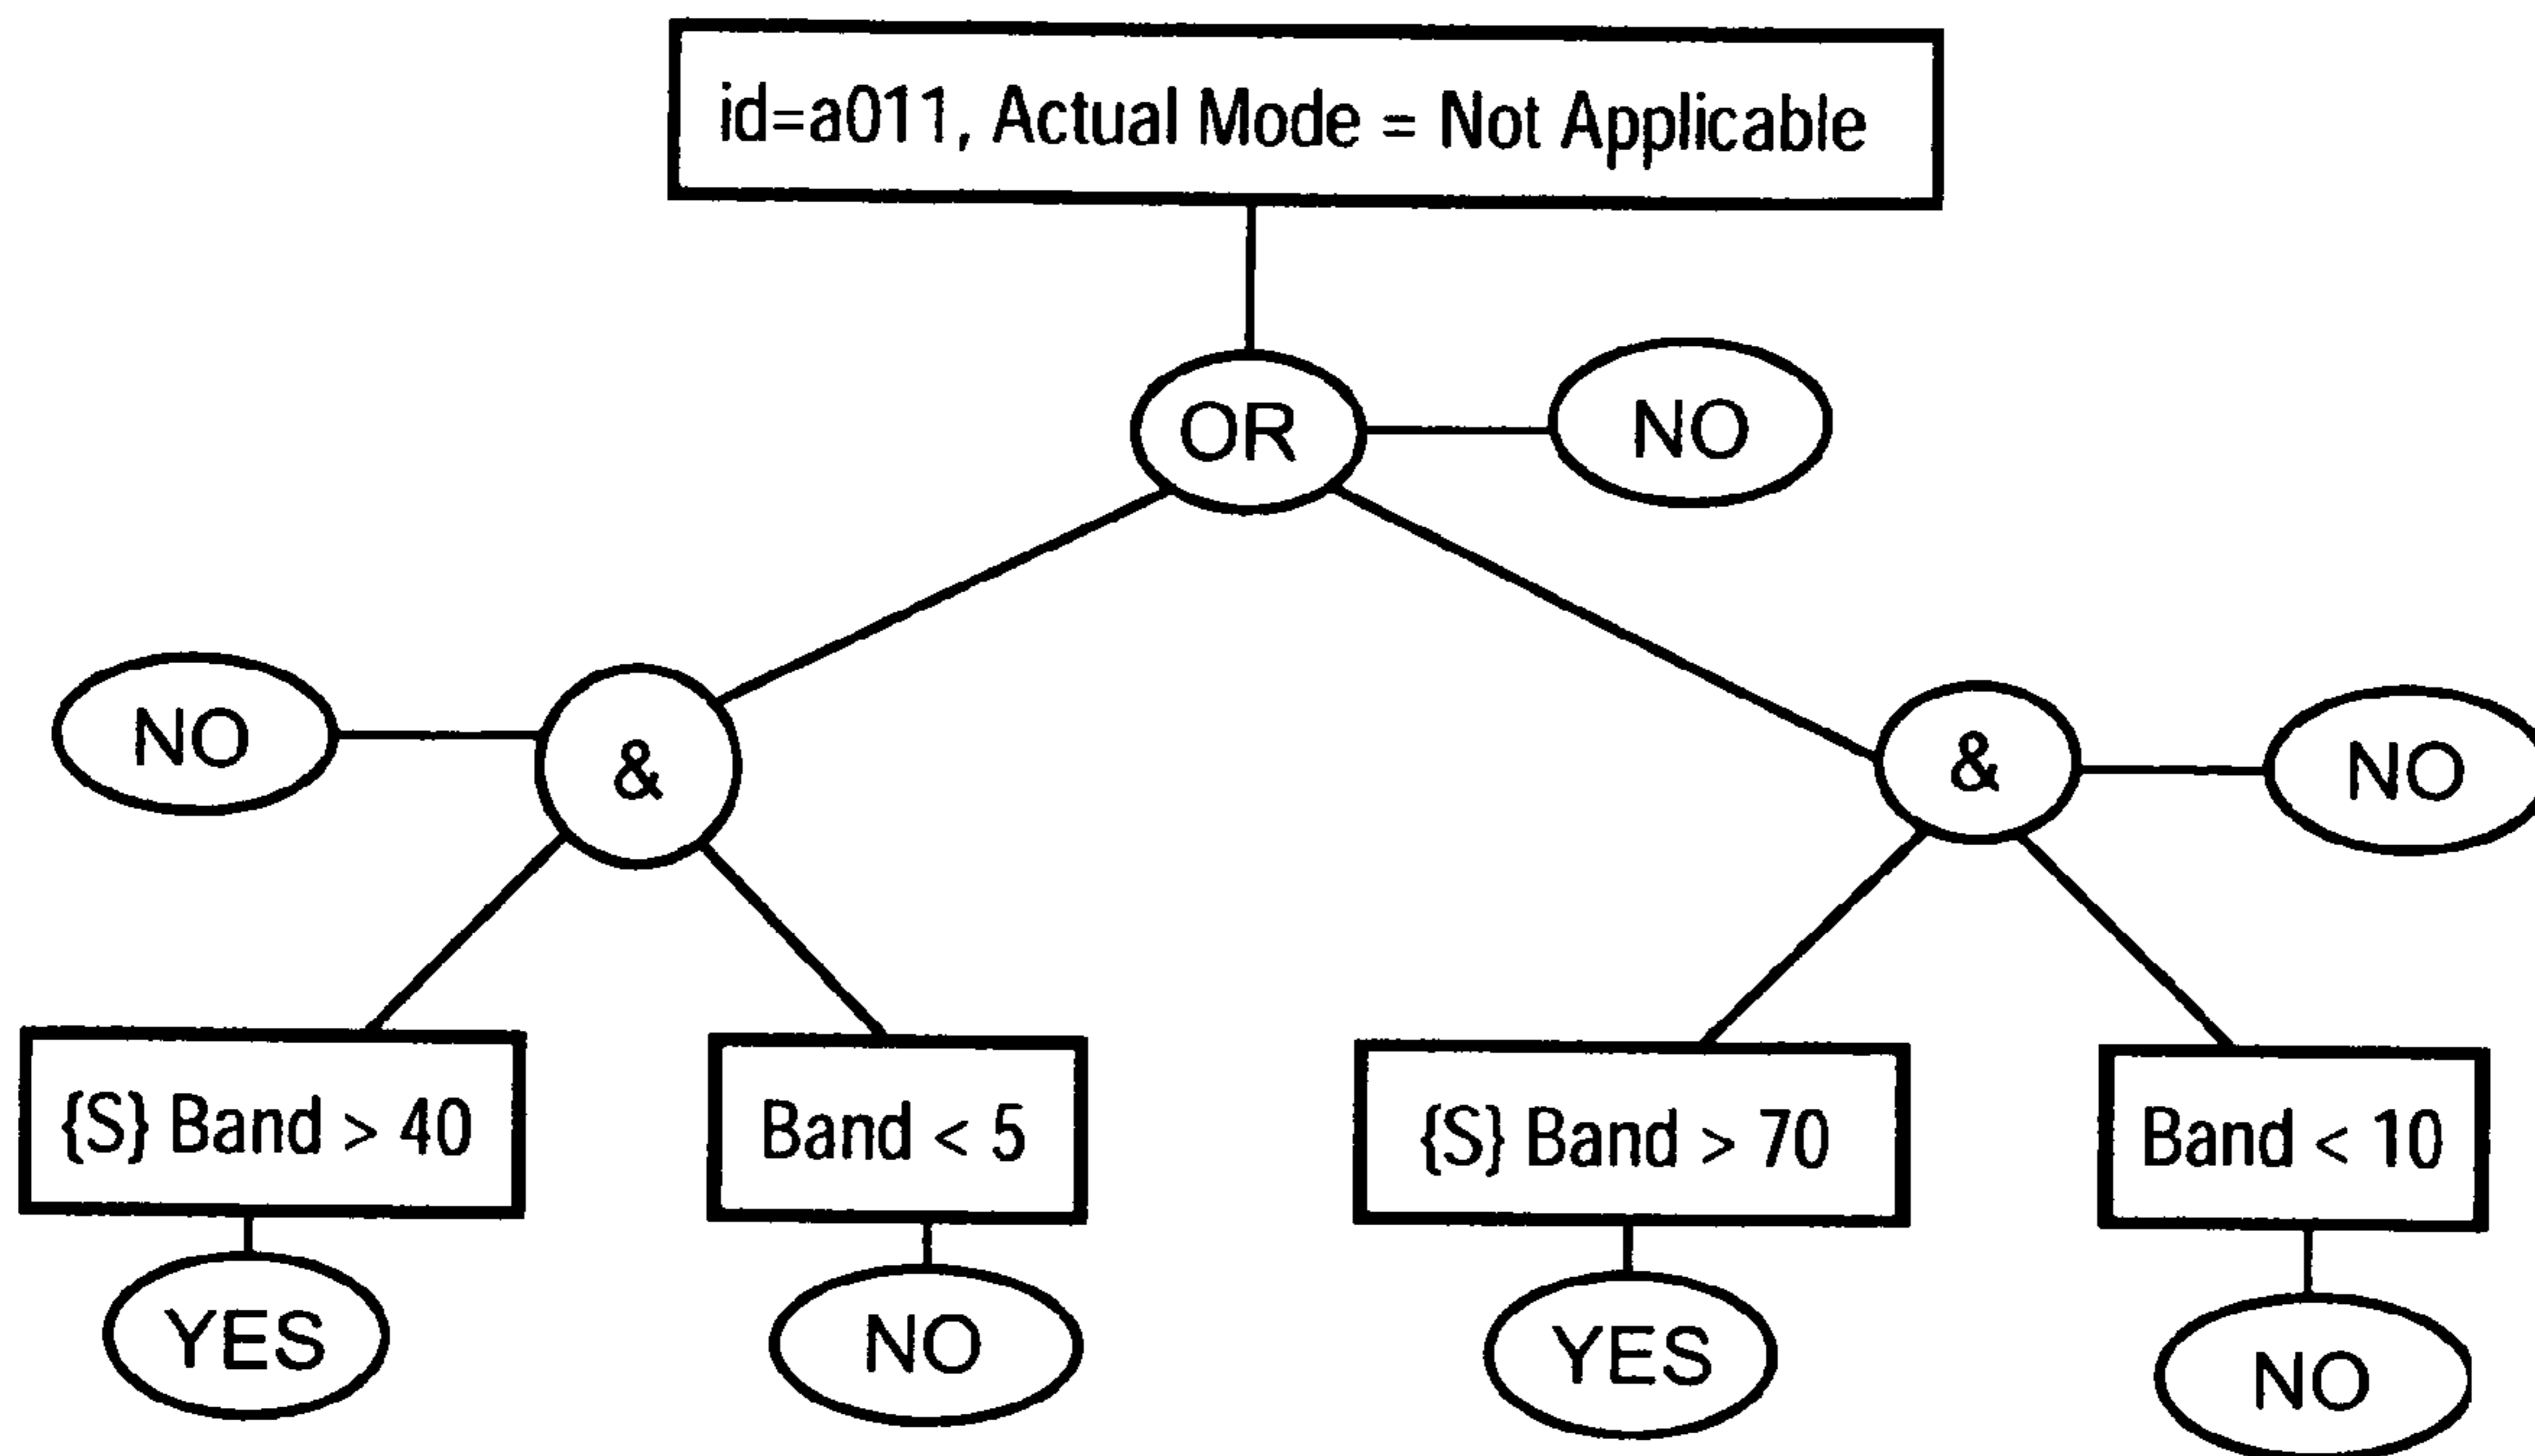 id=a011, Actual Mode = Not Applicable
OR
NO
NO
&
&
NO
{S} Band > 40
Band < 5
{S} Band > 70
Band < 10
YES
NO
YES
NO